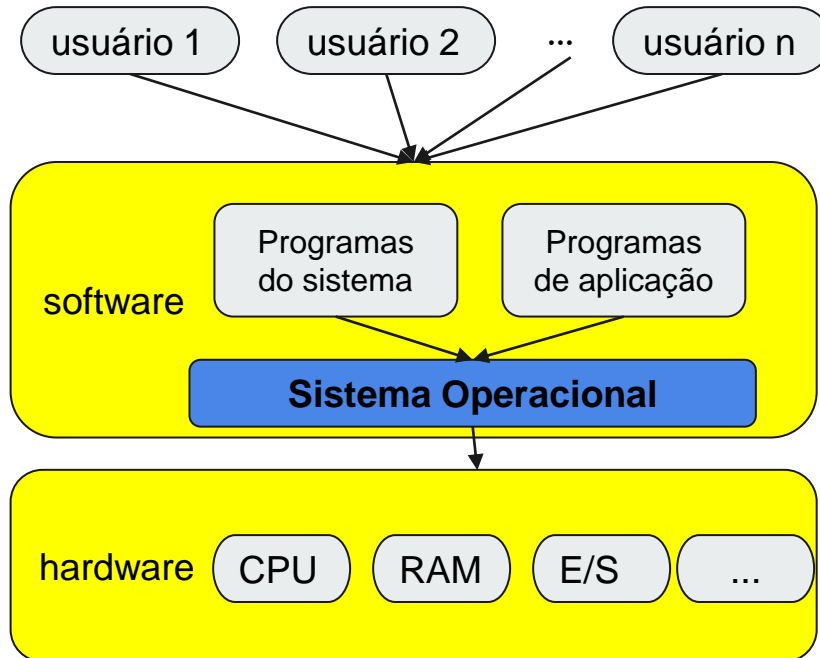 usuário 1
usuário 2
...
usuário n
Programas
do sistema
Programas
de aplicação
software
Sistema Operacional
hardware
CPU
RAM
E/S
...